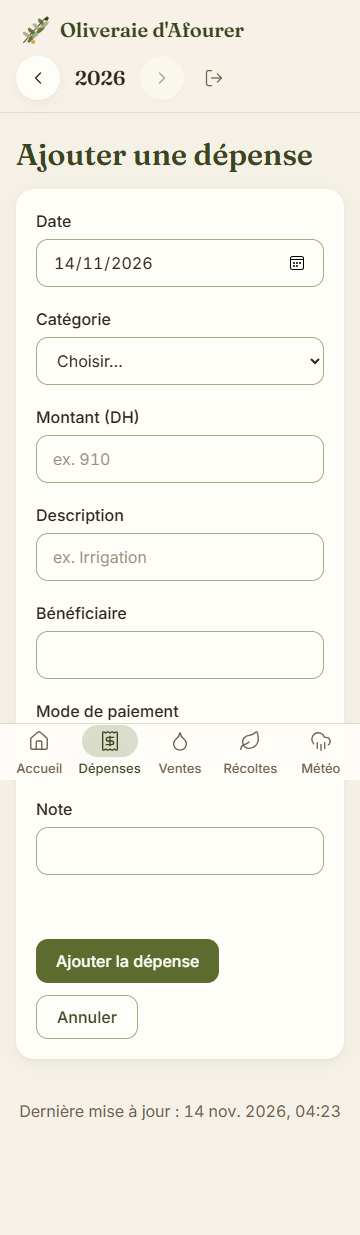 Oliveraie d'Afourer
2026
Ajouter une dépense
Date
14/11/2026
Catégorie
Choisir...
Montant (DH)
ex. 910
Description
ex. Irrigation
Bénéficiaire
Mode de paiement
Accueil Dépenses Ventes Récoltes Météo
Note
Ajouter la dépense
Annuler
Dernière mise à jour : 14 nov. 2026, 04:23